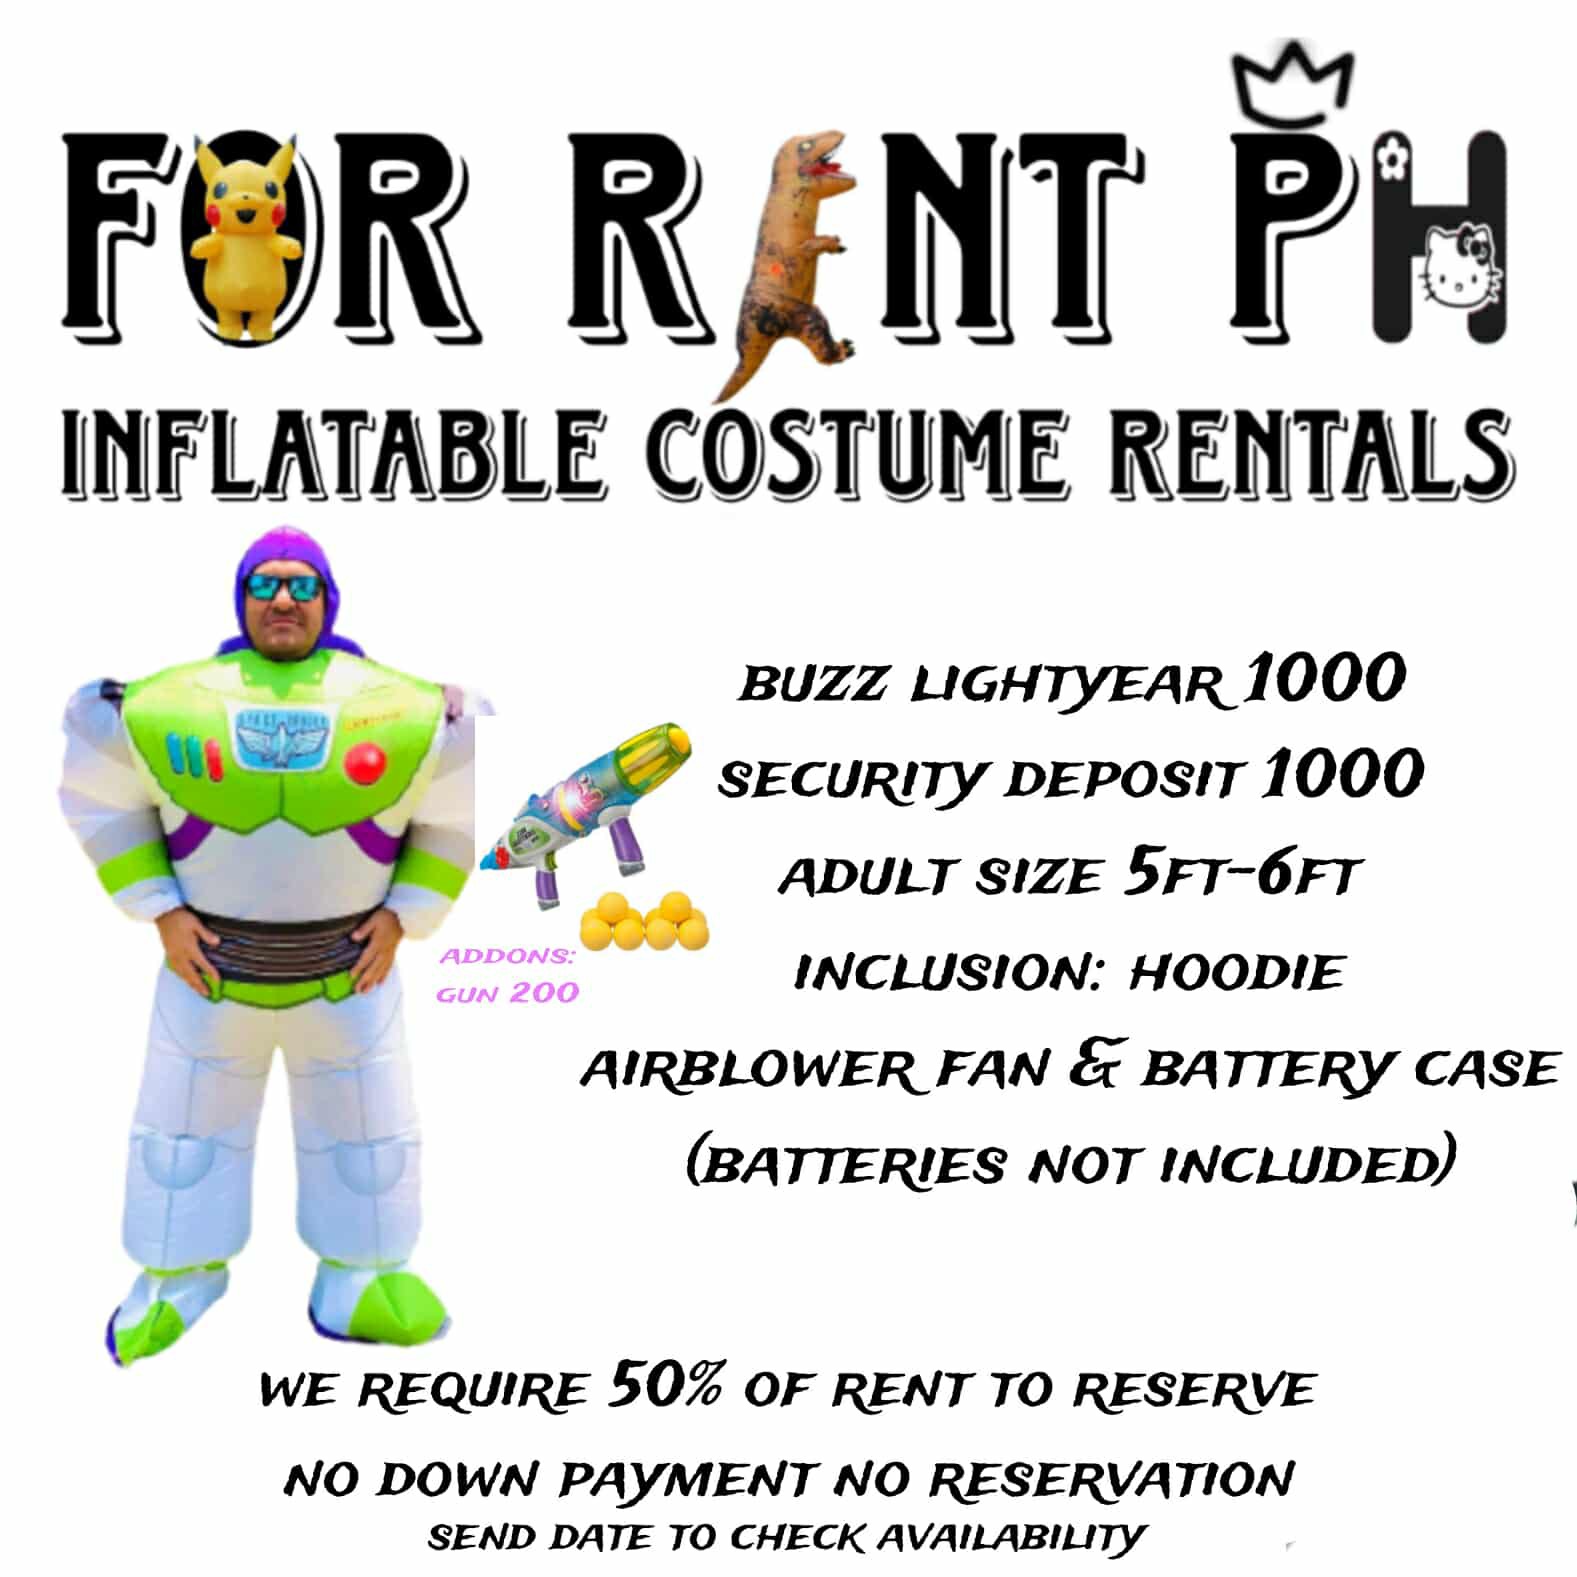 FOR RENT PH
INFLATABLE COSTUME RENTALS
BUZZ LIGHTYEAR 1000
SECURITY DEPOSIT 1000
ADULT SIZE 5FT-6FT
INCLUSION: HOODIE
AIRBLOWER FAN & BATTERY CASE
(BATTERIES NOT INCLUDED)
ADDONS:
GUN 200
WE REQUIRE 50% OF RENT TO RESERVE
NO DOWN PAYMENT NO RESERVATION
SEND DATE TO CHECK AVAILABILITY